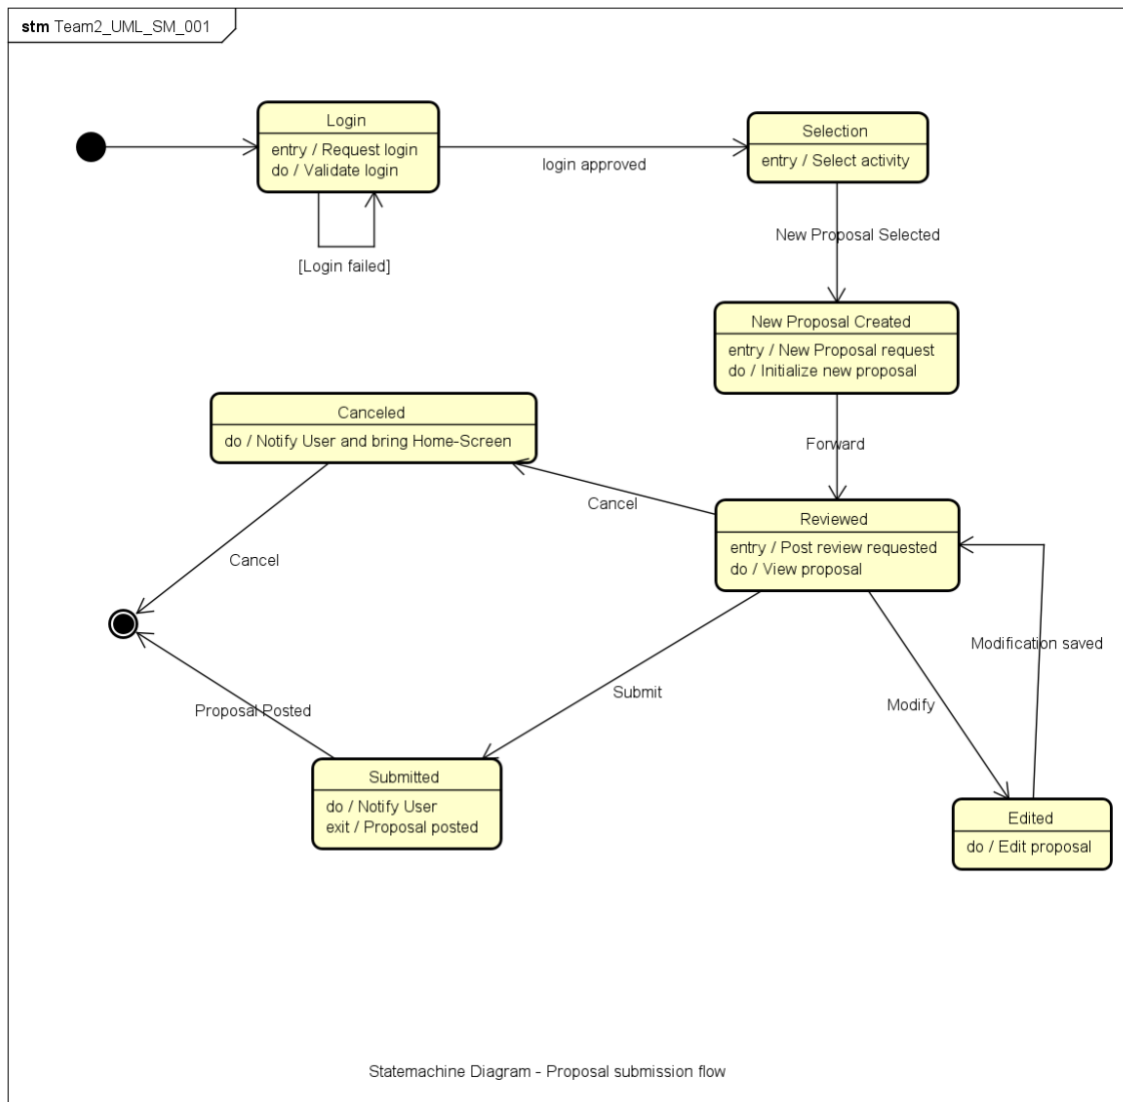 stm Team2_UML_SM_001
Login
entry / Request login
do / Validate login
login approved
Selection
entry / Select activity
[Login failed]
New Proposal Selected
New Proposal Created
entry / New Proposal request
do / Initialize new proposal
Canceled
do / Notify User and bring Home-Screen
Forward
Cancel
Reviewed
entry / Post review requested
do / View proposal
Cancel
Modification saved
Submit
Modify
Proposal Posted
Submitted
do / Notify User
exit / Proposal posted
Edited
do / Edit proposal
Statemachine Diagram - Proposal submission flow